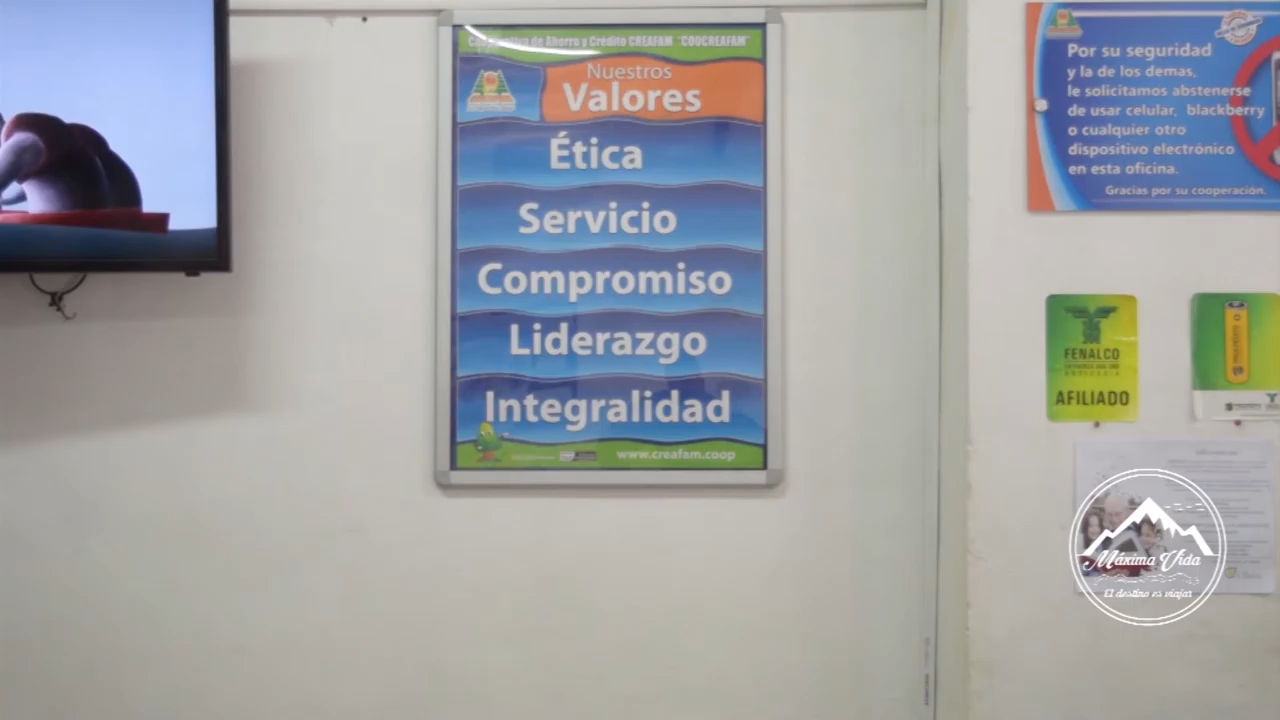 de Ahorro y Crédito CREAFAM "COOCREAFAM"
Nuestros
Valores
Ética
Servicio
Compromiso
Liderazgo
Integralidad
www.creafam.coop
Por su seguridad
y la de los demas,
le solicitamos abstenerse
de usar celular, blackberry
o cualquier otro
dispositivo electrónico
en esta oficina.
Gracias por su cooperación.
FENALCO
AFILIADO
Máxima Vida
El destino es viajar